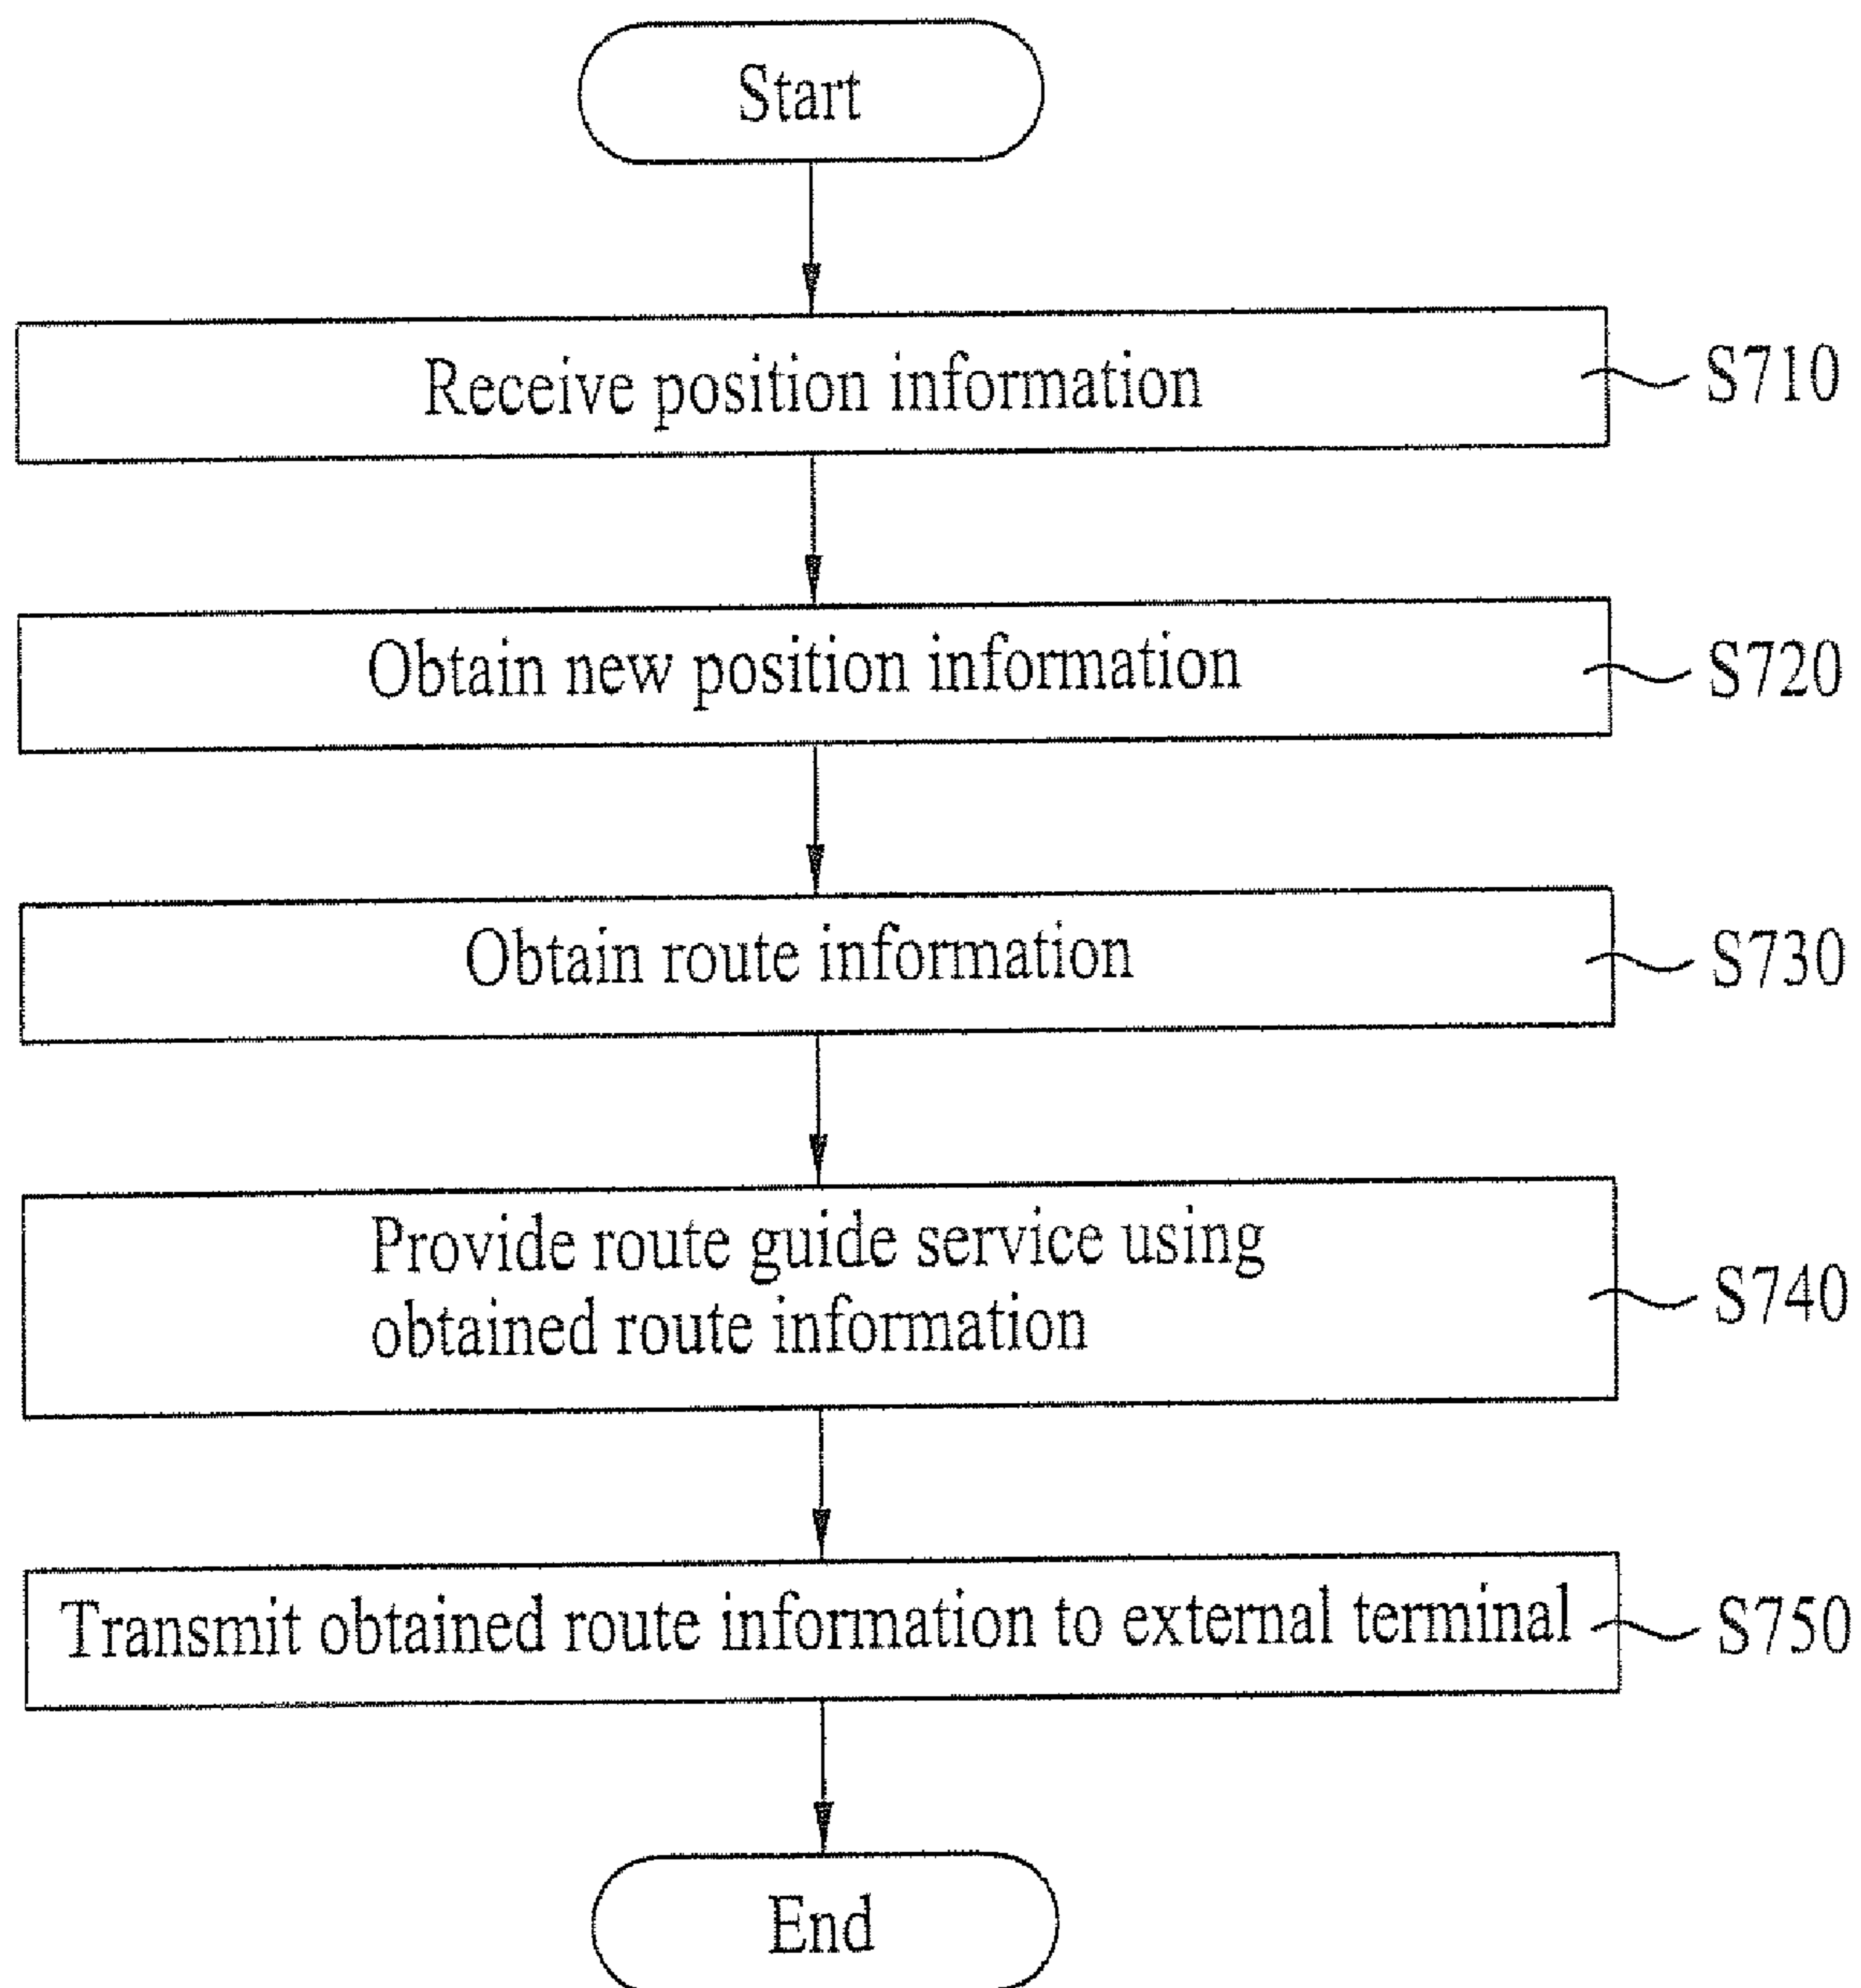 Start
Receive position information
S710
Obtain new position information
S720
Obtain route information
S730
Provide route guide service using
obtained route information
S740
Transmit obtained route information to external terminal
S750
End